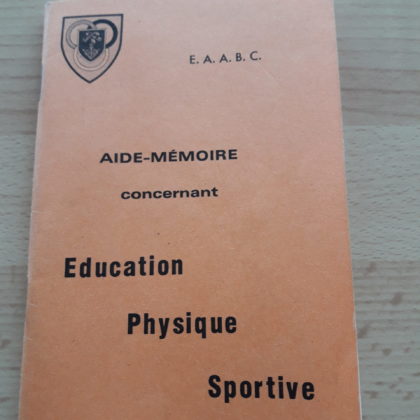 E. A. A. B. C.
AIDE-MÉMOIRE
concernant
Education
Physique
Sportive